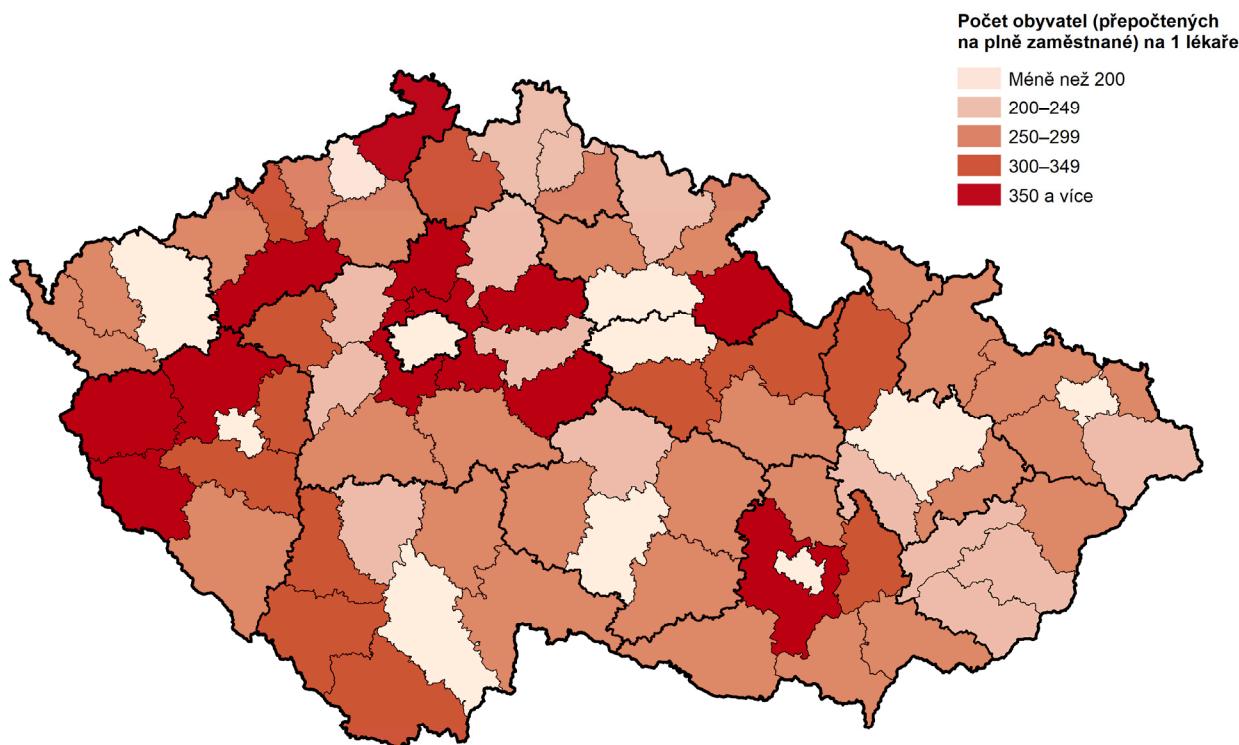 Počet obyvatel (přepočtených
na plně zaměstnané) na 1 lékaře
Méně než 200
200–249
250–299
300–349
350 a více